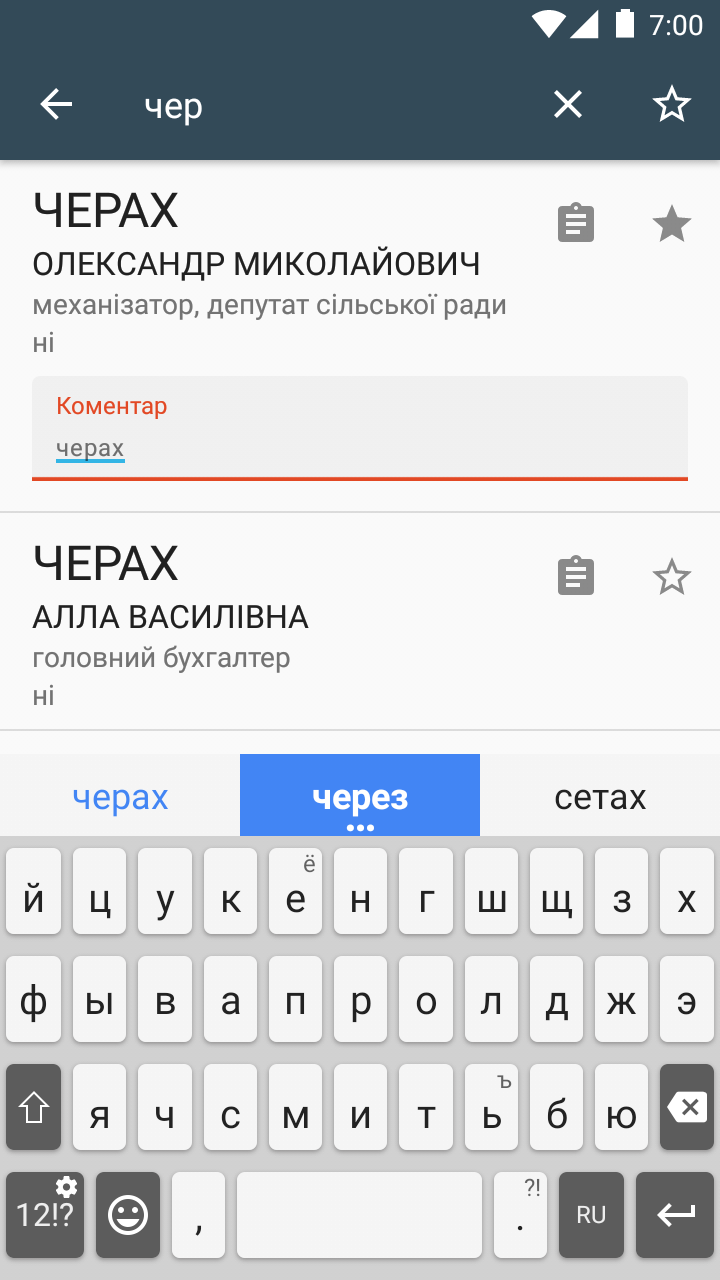 7:00
чер
ЧЕРАХ
ОЛЕКСАНДР МИКОЛАЙОВИЧ
механізатор, депутат сільської ради
ні
Коментар
черах
ЧЕРАХ
АЛЛА ВАСИЛІВНА
головний бухгалтер
ні
черах через сетах
й ц у к е ё н г ш щ з х
ф ы в а п р о л д ж э
я ч с м и т ь ъ б ю
12!? , . ?! RU